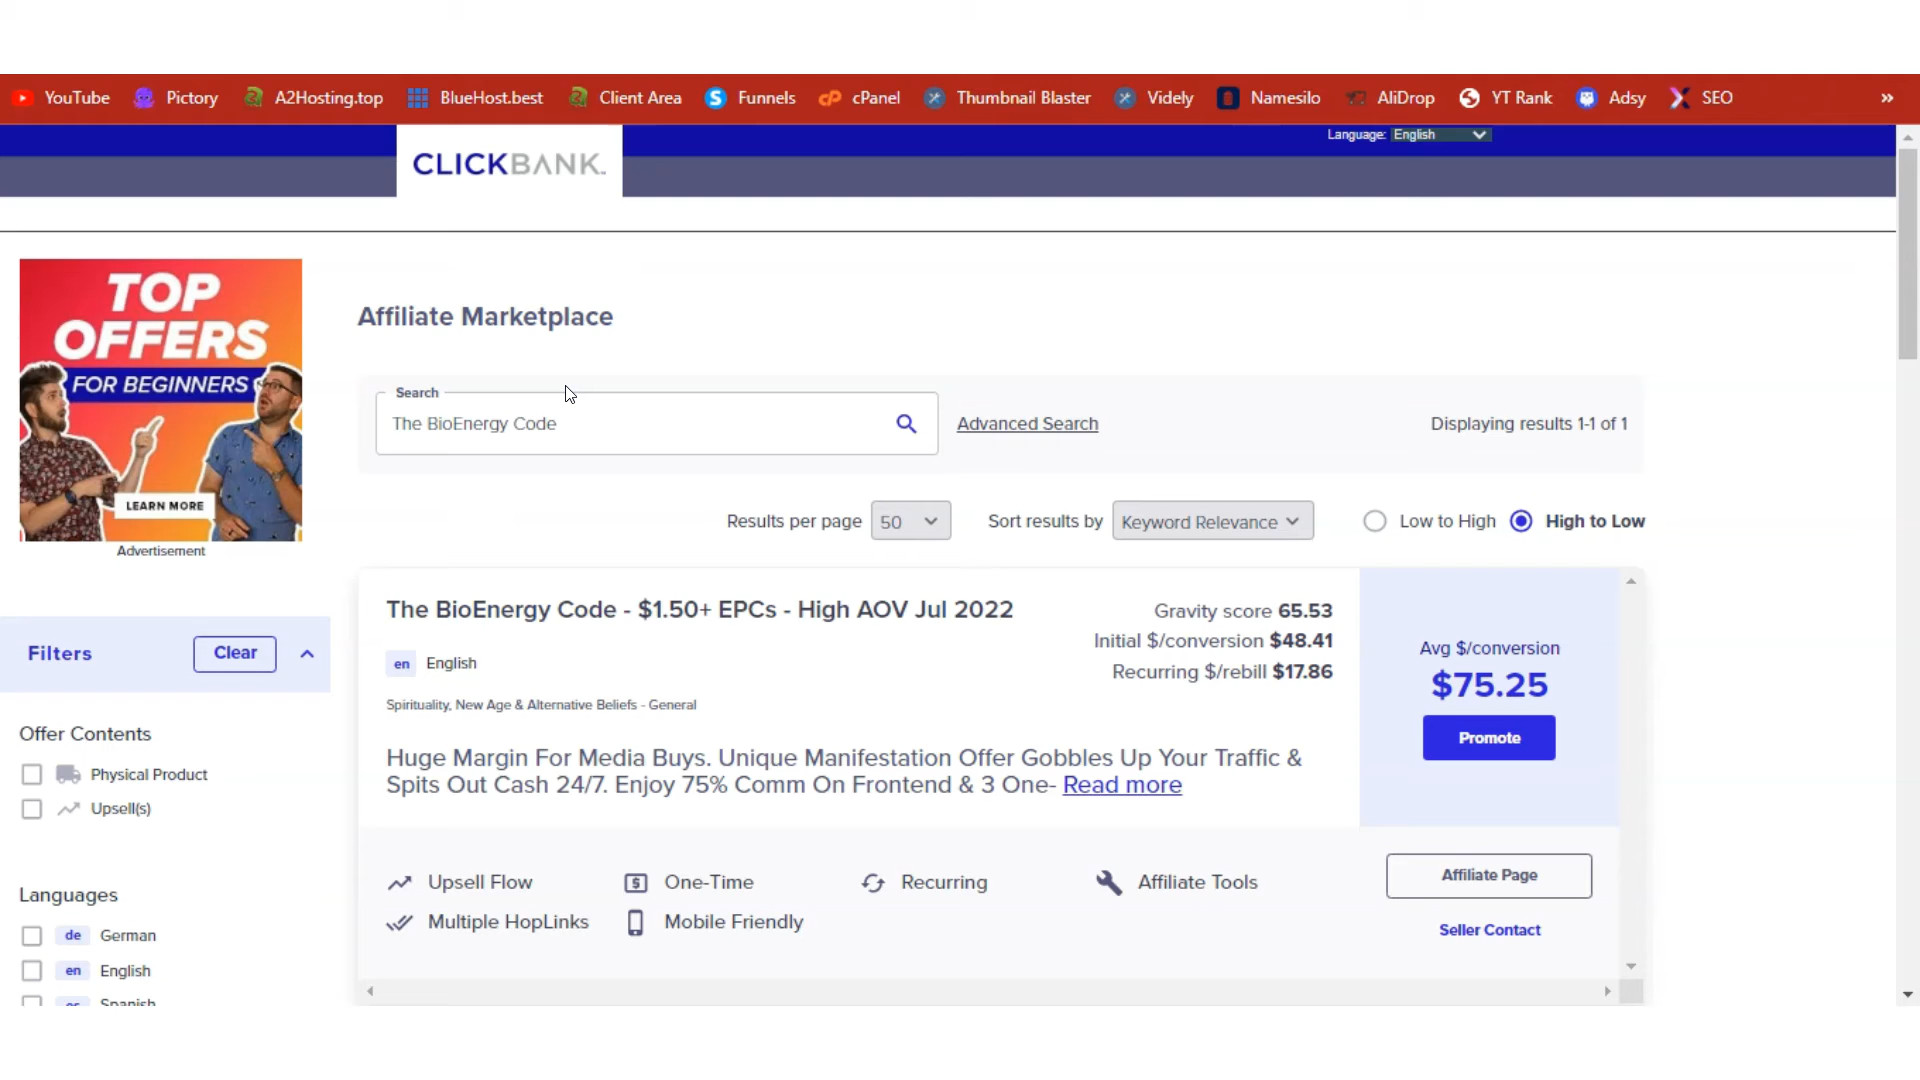 YouTube Pictory A2Hosting.top BlueHost.best Client Area Funnels cPanel Thumbnail Blaster Videly Namesilo AliDrop YT Rank Adsy SEO »
Language: English
CLICKBANK.
TOP
OFFERS
FOR BEGINNERS
LEARN MORE
Advertisement
Affiliate Marketplace
Search
The BioEnergy Code
Advanced Search
Displaying results 1-1 of 1
Results per page 50 Sort results by Keyword Relevance Low to High High to Low
Filters Clear
Offer Contents
Physical Product
Upsell(s)
Languages
de German
en English
es Spanish
The BioEnergy Code - $1.50+ EPCs - High AOV Jul 2022
en English
Spirituality, New Age & Alternative Beliefs - General
Gravity score 65.53
Initial $/conversion $48.41
Recurring $/rebill $17.86
Huge Margin For Media Buys. Unique Manifestation Offer Gobbles Up Your Traffic &
Spits Out Cash 24/7. Enjoy 75% Comm On Frontend & 3 One- Read more
Avg $/conversion
$75.25
Promote
Upsell Flow One-Time Recurring Affiliate Tools
Multiple HopLinks Mobile Friendly
Affiliate Page
Seller Contact